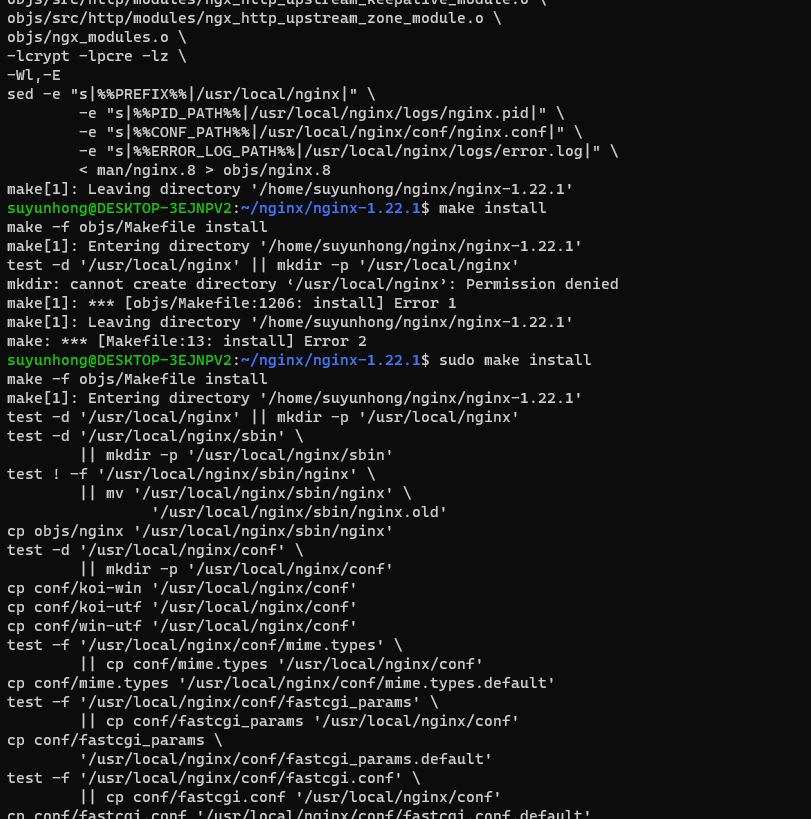 objs/src/http/modules/ngx_http_upstream_keepalive_module.o \
objs/src/http/modules/ngx_http_upstream_zone_module.o \
objs/ngx_modules.o \
-lcrypt -lpcre -lz \
-Wl,-E
sed -e "s|%%PREFIX%%|/usr/local/nginx|" \
        -e "s|%%PID_PATH%%|/usr/local/nginx/logs/nginx.pid|" \
        -e "s|%%CONF_PATH%%|/usr/local/nginx/conf/nginx.conf|" \
        -e "s|%%ERROR_LOG_PATH%%|/usr/local/nginx/logs/error.log|" \
        < man/nginx.8 > objs/nginx.8
make[1]: Leaving directory '/home/suyunhong/nginx/nginx-1.22.1'
suyunhong@DESKTOP-3EJNPV2:~/nginx/nginx-1.22.1$ make install
make -f objs/Makefile install
make[1]: Entering directory '/home/suyunhong/nginx/nginx-1.22.1'
test -d '/usr/local/nginx' || mkdir -p '/usr/local/nginx'
mkdir: cannot create directory ‘/usr/local/nginx’: Permission denied
make[1]: *** [objs/Makefile:1206: install] Error 1
make[1]: Leaving directory '/home/suyunhong/nginx/nginx-1.22.1'
make: *** [Makefile:13: install] Error 2
suyunhong@DESKTOP-3EJNPV2:~/nginx/nginx-1.22.1$ sudo make install
make -f objs/Makefile install
make[1]: Entering directory '/home/suyunhong/nginx/nginx-1.22.1'
test -d '/usr/local/nginx' || mkdir -p '/usr/local/nginx'
test -d '/usr/local/nginx/sbin' \
        || mkdir -p '/usr/local/nginx/sbin'
test ! -f '/usr/local/nginx/sbin/nginx' \
        || mv '/usr/local/nginx/sbin/nginx' \
                '/usr/local/nginx/sbin/nginx.old'
cp objs/nginx '/usr/local/nginx/sbin/nginx'
test -d '/usr/local/nginx/conf' \
        || mkdir -p '/usr/local/nginx/conf'
cp conf/koi-win '/usr/local/nginx/conf'
cp conf/koi-utf '/usr/local/nginx/conf'
cp conf/win-utf '/usr/local/nginx/conf'
test -f '/usr/local/nginx/conf/mime.types' \
        || cp conf/mime.types '/usr/local/nginx/conf'
cp conf/mime.types '/usr/local/nginx/conf/mime.types.default'
test -f '/usr/local/nginx/conf/fastcgi_params' \
        || cp conf/fastcgi_params '/usr/local/nginx/conf'
cp conf/fastcgi_params \
        '/usr/local/nginx/conf/fastcgi_params.default'
test -f '/usr/local/nginx/conf/fastcgi.conf' \
        || cp conf/fastcgi.conf '/usr/local/nginx/conf'
cp conf/fastcgi.conf '/usr/local/nginx/conf/fastcgi.conf.default'